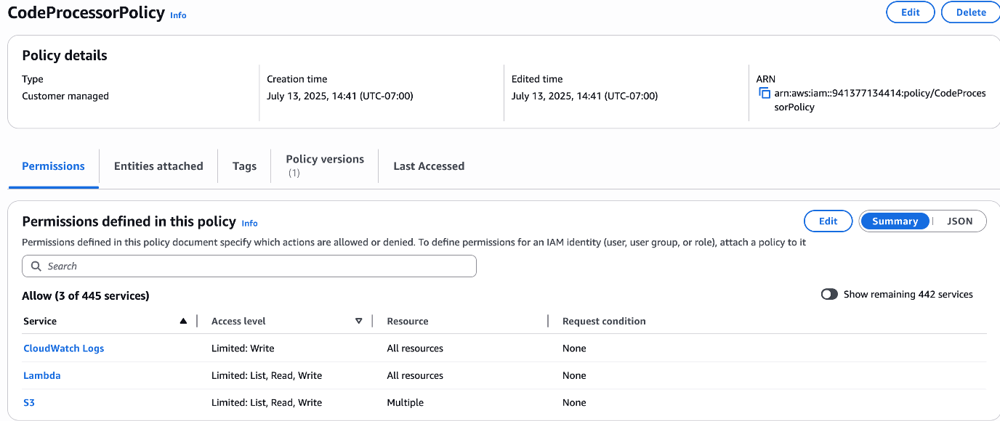 CodeProcessorPolicy Info
Edit
Delete
Policy details
Type
Customer managed
Creation time
July 13, 2025, 14:41 (UTC-07:00)
Edited time
July 13, 2025, 14:41 (UTC-07:00)
ARN
arn:aws:iam::941377134414:policy/CodeProces
sorPolicy
Permissions
Entities attached
Tags
Policy versions
(1)
Last Accessed
Permissions defined in this policy Info
Edit
Summary
JSON
Permissions defined in this policy document specify which actions are allowed or denied. To define permissions for an IAM identity (user, user group, or role), attach a policy to it
Search
Allow (3 of 445 services)
Show remaining 442 services
Service Access level Resource Request condition
CloudWatch Logs Limited: Write All resources None
Lambda Limited: List, Read, Write All resources None
S3 Limited: List, Read, Write Multiple None